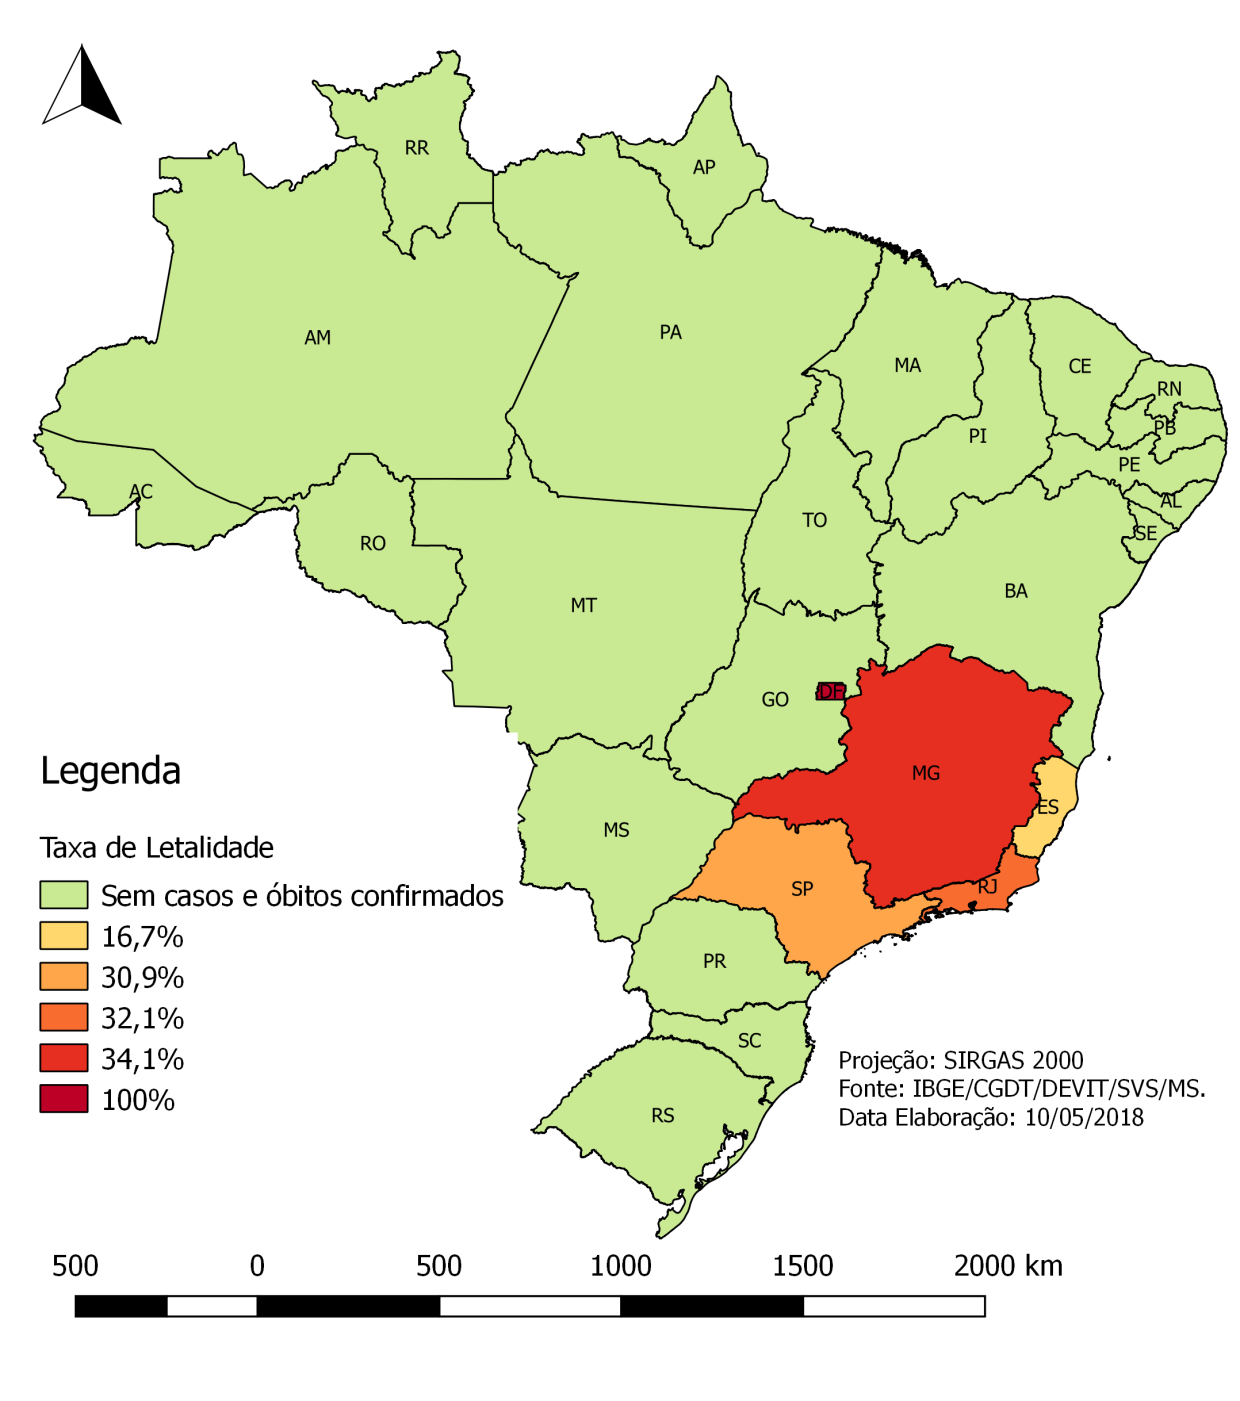 RR
AP
AM
PA
MA
CE
RN
PB
PI
PE
AL
AC
SE
TO
RO
BA
MT
DF
GO
MG
ES
MS
SP
RJ
PR
SC
RS
Legenda
Taxa de Letalidade
Sem casos e óbitos confirmados
16,7%
30,9%
32,1%
34,1%
100%
Projeção: SIRGAS 2000
Fonte: IBGE/CGDT/DEVIT/SVS/MS.
Data Elaboração: 10/05/2018
500 0 500 1000 1500 2000 km